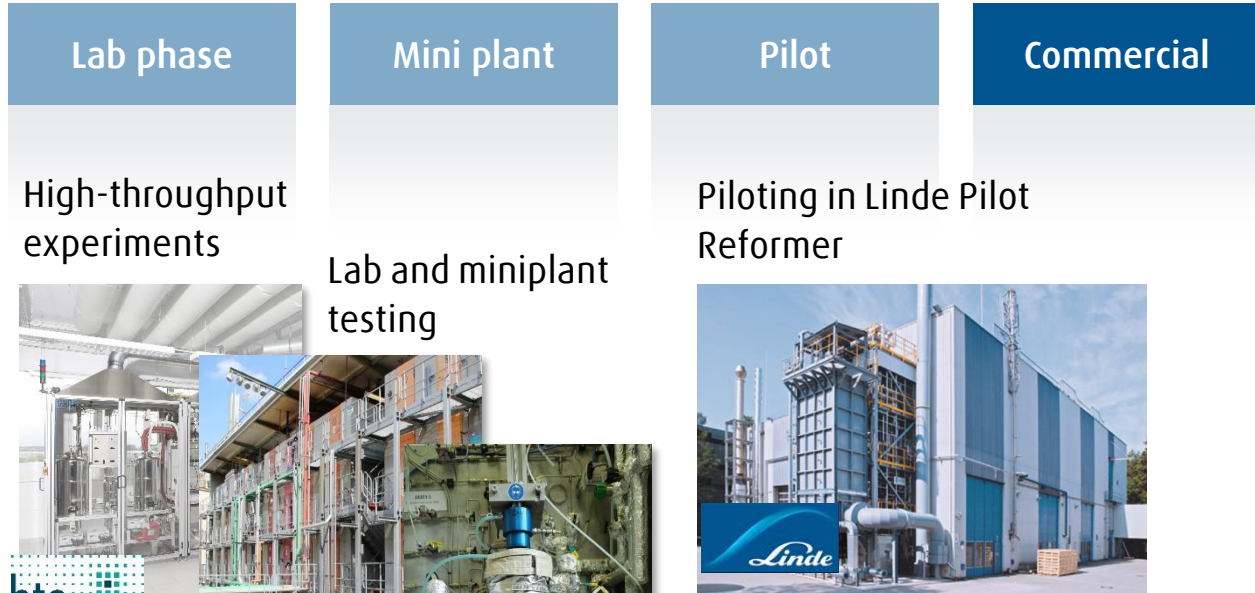 Lab phase
Mini plant
Pilot
Commercial
High-throughput
experiments
Lab and miniplant
testing
Piloting in Linde Pilot
Reformer
Linde